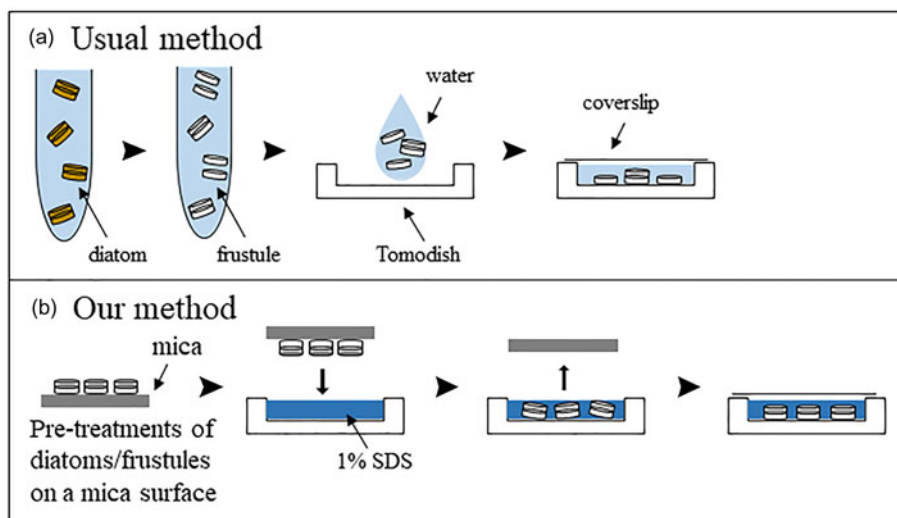 (a) Usual method
water
coverslip
diatom
frustule
Tomodish
(b) Our method
mica
Pre-treatments of
diatoms/frustules
on a mica surface
1% SDS